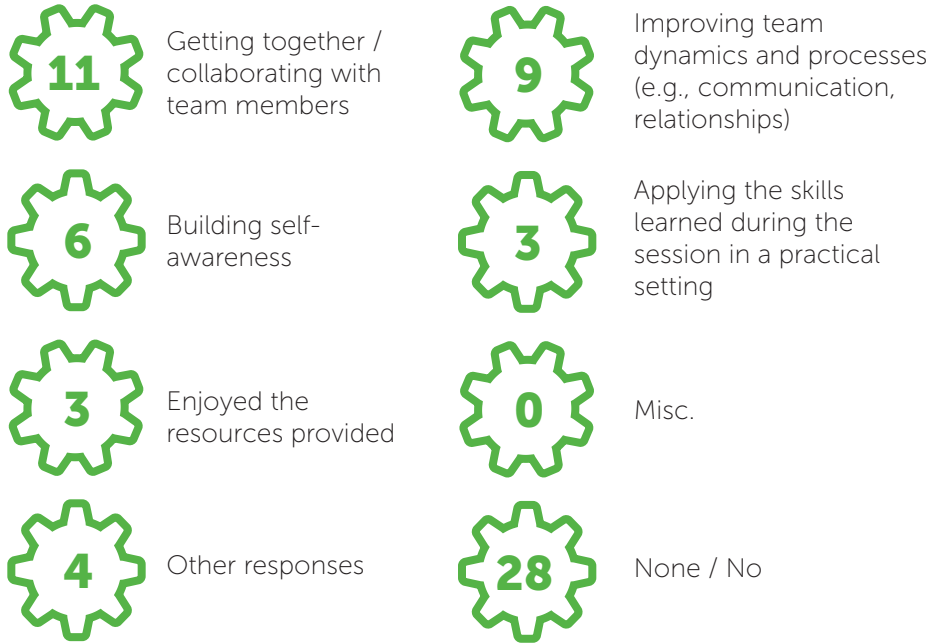 11
Getting together /
collaborating with
team members
9
Improving team
dynamics and processes
(e.g., communication,
relationships)
6
Building self-
awareness
3
Applying the skills
learned during the
session in a practical
setting
3
Enjoyed the
resources provided
0
Misc.
4
Other responses
28
None / No